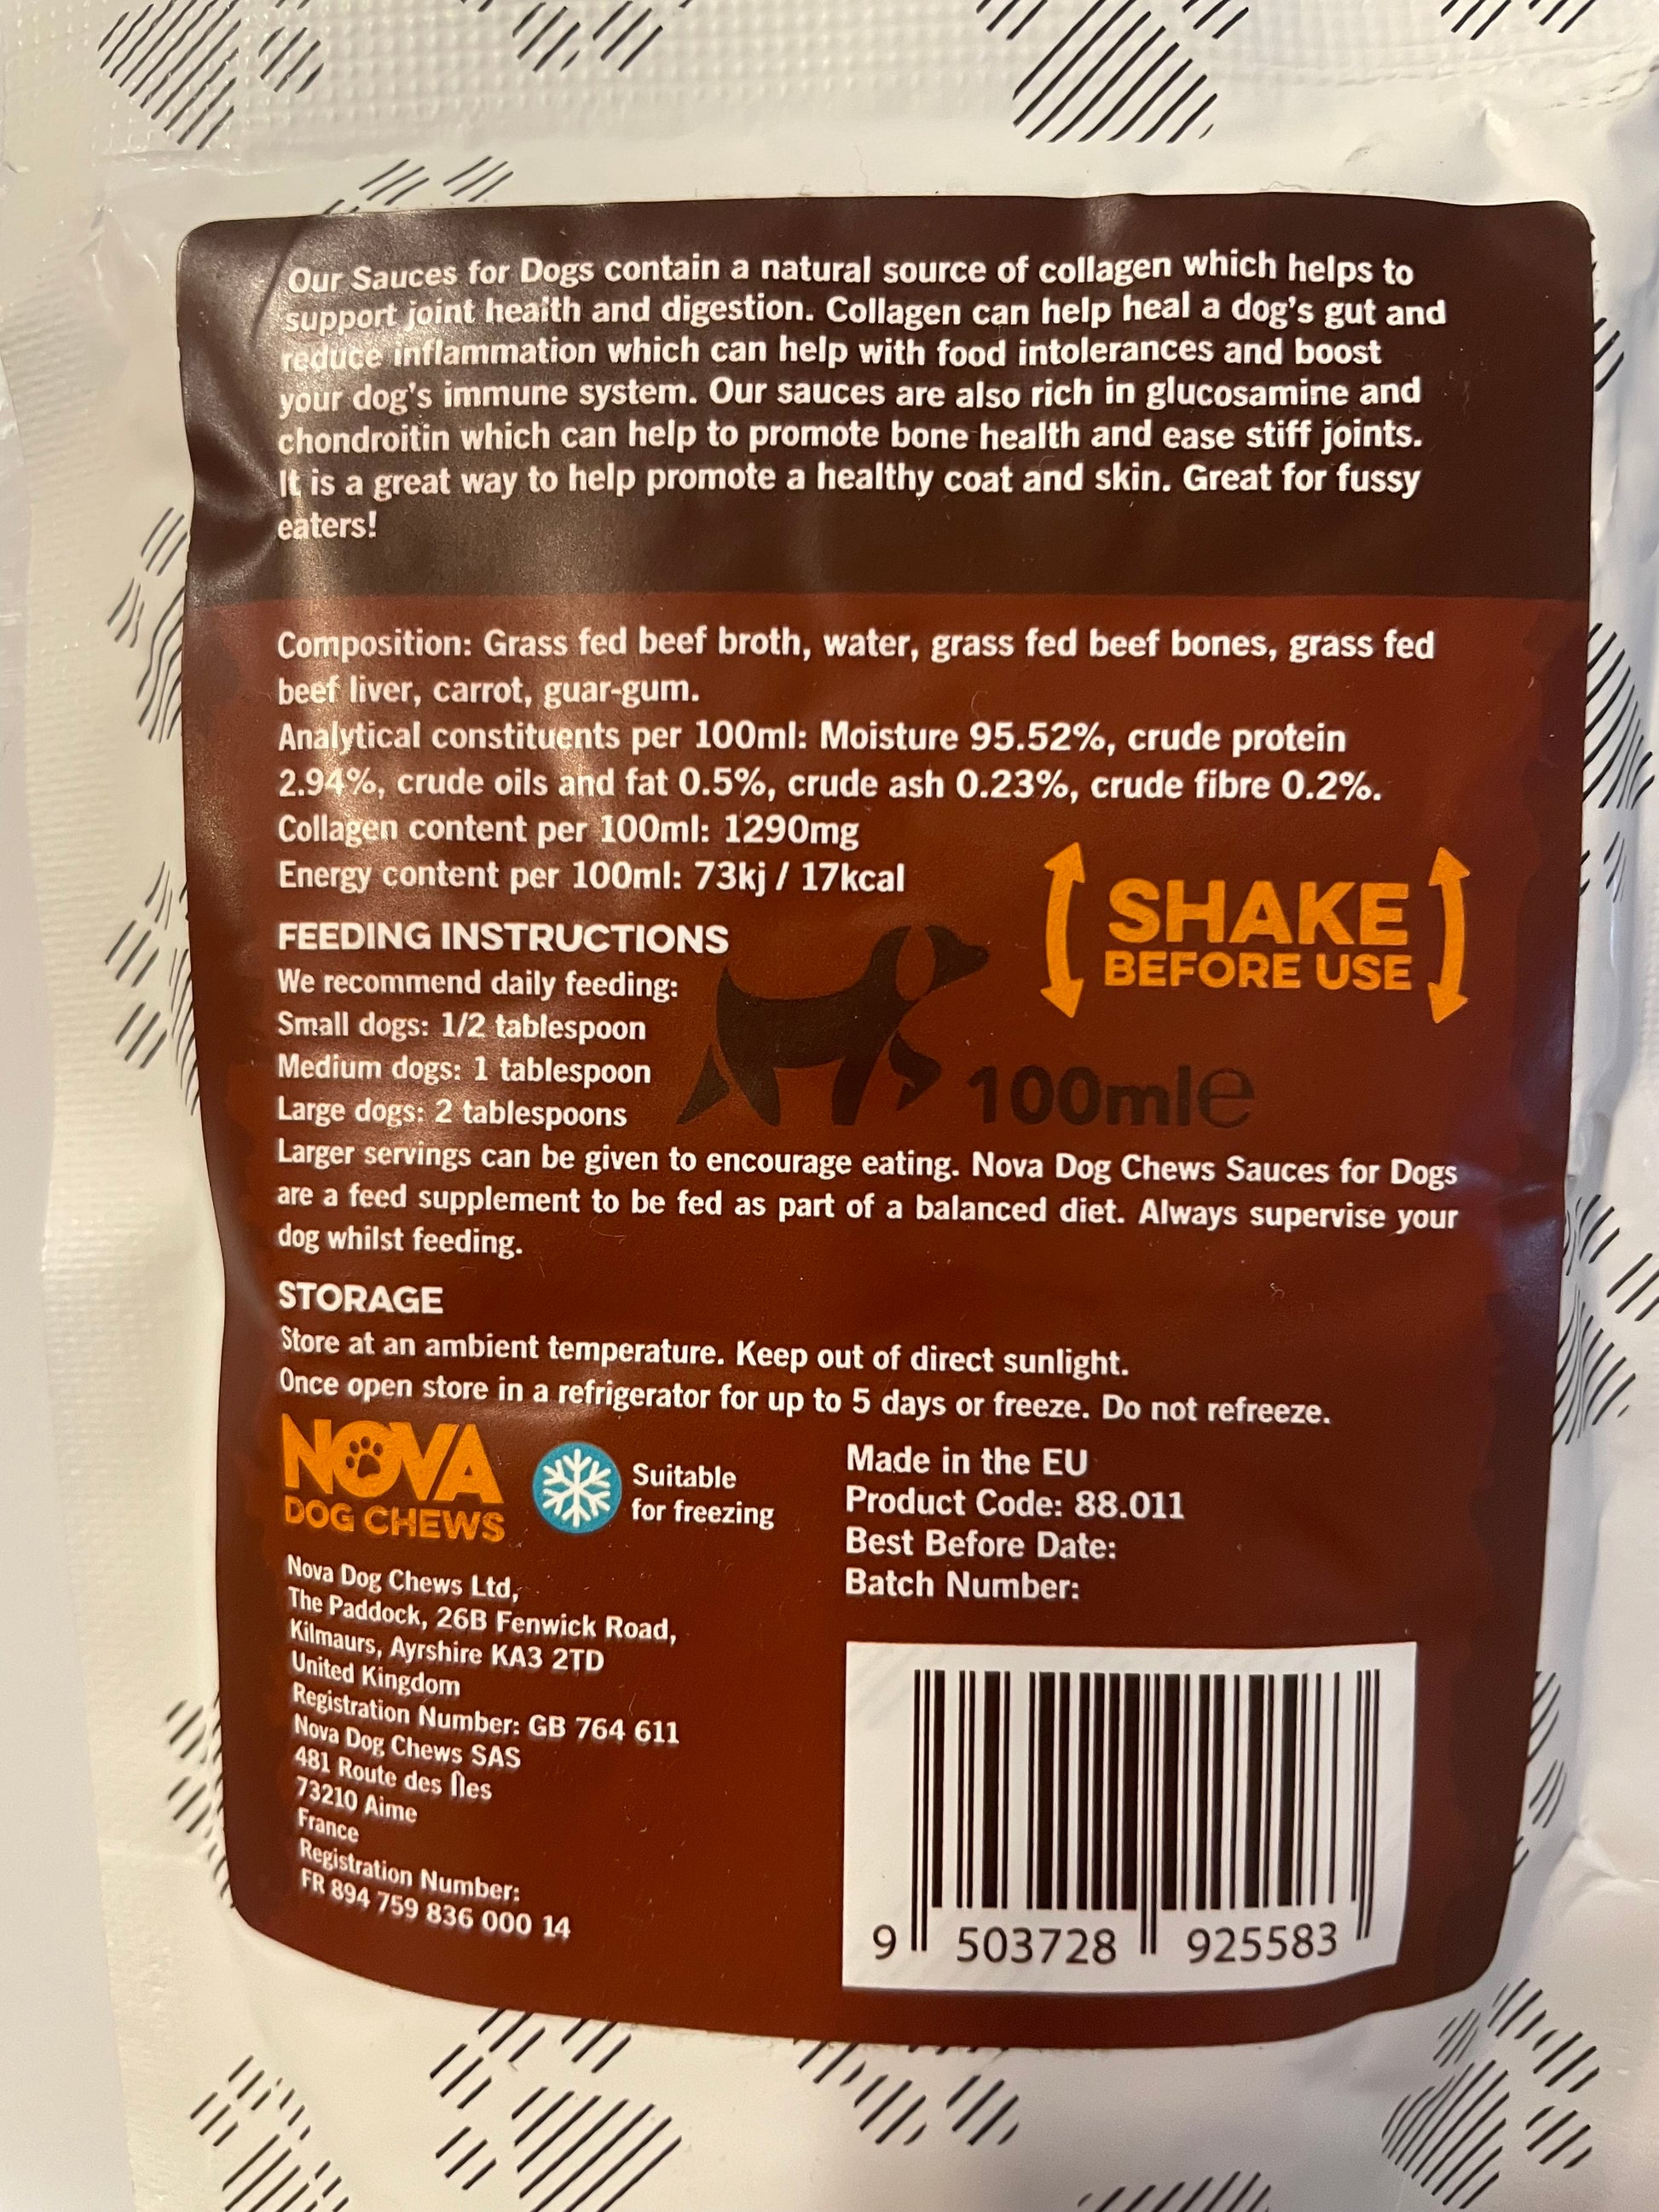 Our Sauces for Dogs contain a natural source of collagen which helps to
support joint health and digestion. Collagen can help heal a dog's gut and
reduce inflammation which can help with food intolerances and boost
your dog's immune system. Our sauces are also rich in glucosamine and
chondroitin which can help to promote bone health and ease stiff joints.
It is a great way to help promote a healthy coat and skin. Great for fussy
eaters!
Composition: Grass fed beef broth, water, grass fed beef bones, grass fed
beef liver, carrot, guar-gum.
Analytical constituents per 100ml: Moisture 95.52%, crude protein
2.94%, crude oils and fat 0.5%, crude ash 0.23%, crude fibre 0.2%.
Collagen content per 100ml: 1290mg
Energy content per 100ml: 73kj / 17kcal
SHAKE
BEFORE USE
FEEDING INSTRUCTIONS
We recommend daily feeding:
Small dogs: 1/2 tablespoon
Medium dogs: 1 tablespoon
Large dogs: 2 tablespoons
100ml℮
Larger servings can be given to encourage eating. Nova Dog Chews Sauces for Dogs
are a feed supplement to be fed as part of a balanced diet. Always supervise your
dog whilst feeding.
STORAGE
Store at an ambient temperature. Keep out of direct sunlight.
Once open store in a refrigerator for up to 5 days or freeze. Do not refreeze.
NOVA
DOG CHEWS
Suitable
for freezing
Made in the EU
Product Code: 88.011
Best Before Date:
Batch Number:
Nova Dog Chews Ltd,
The Paddock, 26B Fenwick Road,
Kilmaurs, Ayrshire KA3 2TD
United Kingdom
Registration Number: GB 764 611
Nova Dog Chews SAS
481 Route des Îles
73210 Aime
France
Registration Number:
FR 894 759 836 000 14
9 503728 925583